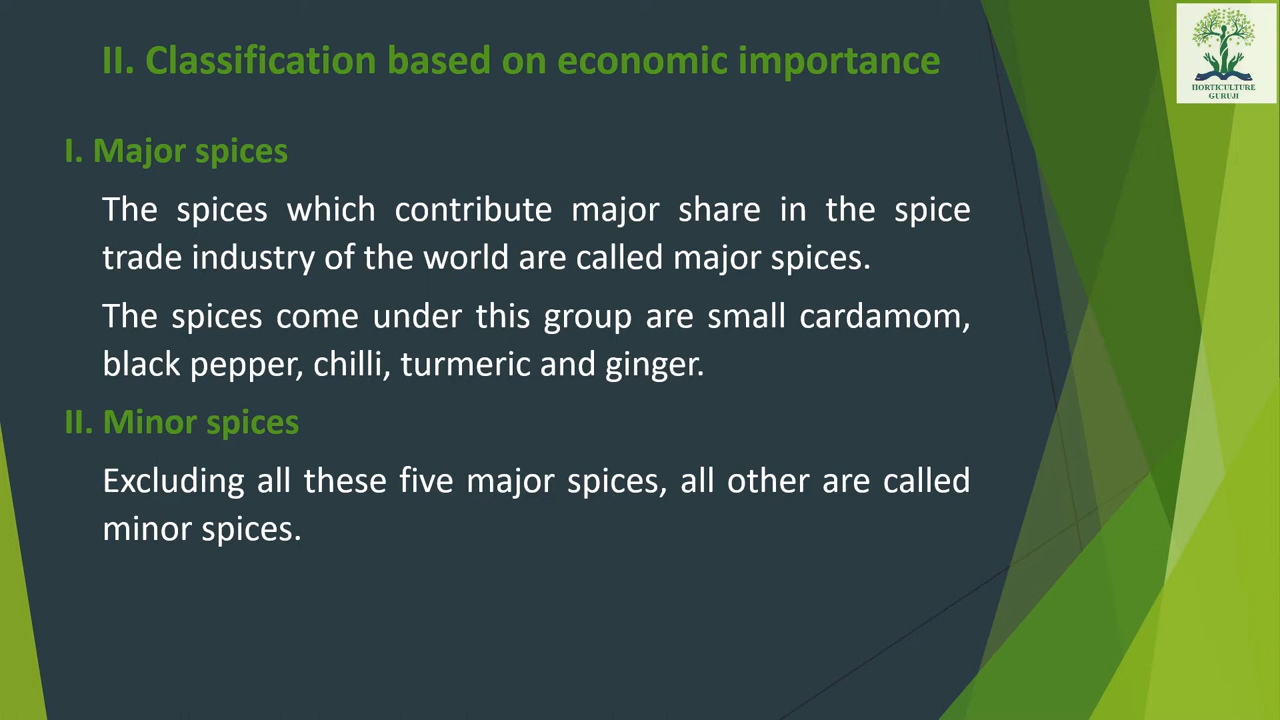 II. Classification based on economic importance
HORTICULTURE
GURUJI
I. Major spices
The spices which contribute major share in the spice
trade industry of the world are called major spices.
The spices come under this group are small cardamom,
black pepper, chilli, turmeric and ginger.
II. Minor spices
Excluding all these five major spices, all other are called
minor spices.